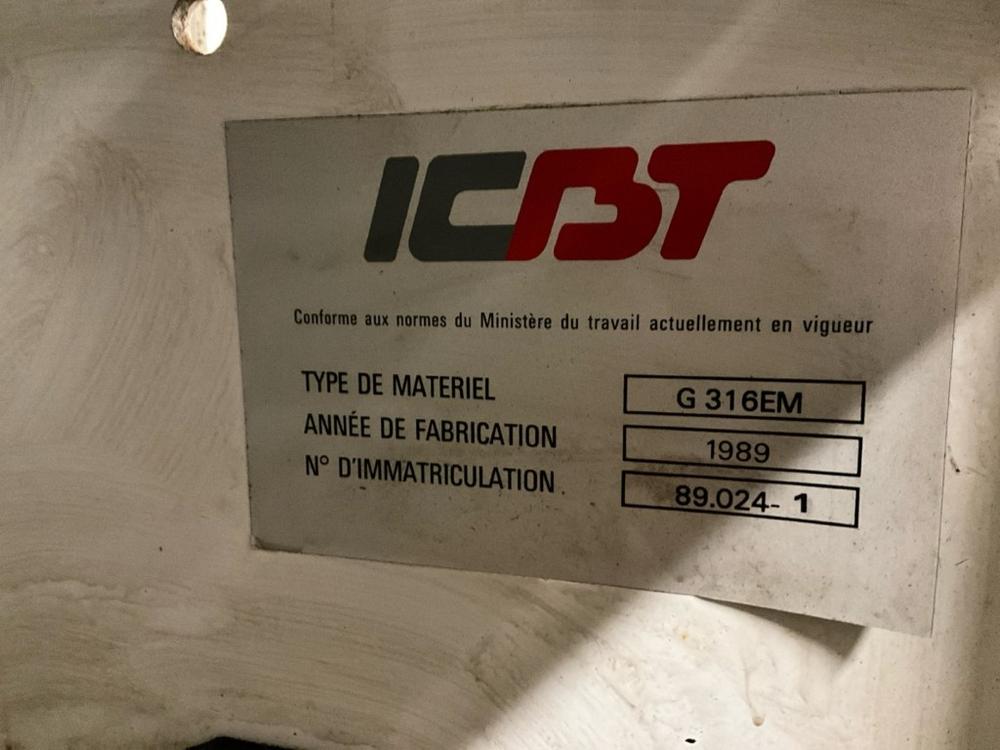 ICBT
Conforme aux normes du Ministère du travail actuellement en vigueur
TYPE DE MATERIEL G 316EM
ANNÉE DE FABRICATION 1989
N° D'IMMATRICULATION 89.024- 1